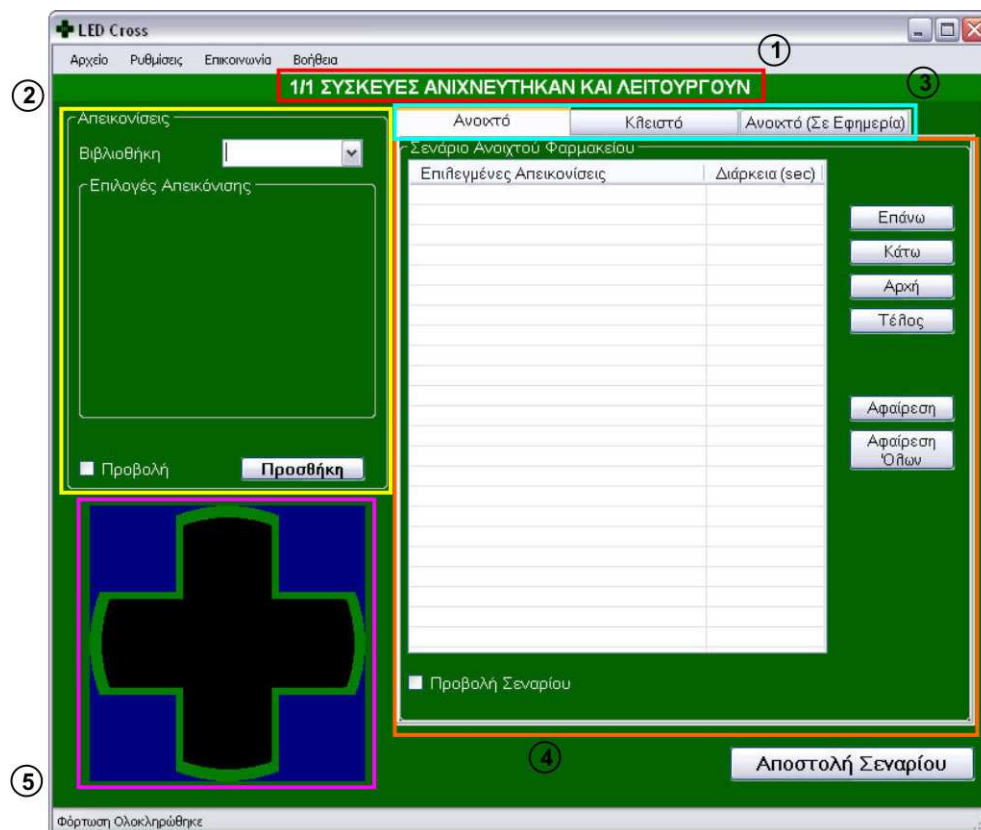 LED Cross
Αρχείο Ρυθμίσεις Επικοινωνία Βοήθεια
1
1/1 ΣΥΣΚΕΥΕΣ ΑΝΙΧΝΕΥΤΗΚΑΝ ΚΑΙ ΛΕΙΤΟΥΡΓΟΥΝ
2
3
Απεικονίσεις
Βιβλιοθήκη
Επιλογές Απεικόνισης
Προβολή Προσθήκη
Ανοιχτό Κλειστό Ανοιχτό (Σε Εφημερία)
Σενάριο Ανοιχτού Φαρμακείου
Επιλεγμένες Απεικονίσεις Διάρκεια (sec)
Επάνω
Κάτω
Αρχή
Τέλος
Αφαίρεση
Αφαίρεση
Όλων
Προβολή Σεναρίου
4
Αποστολή Σεναρίου
5
Φόρτωση Ολοκληρώθηκε